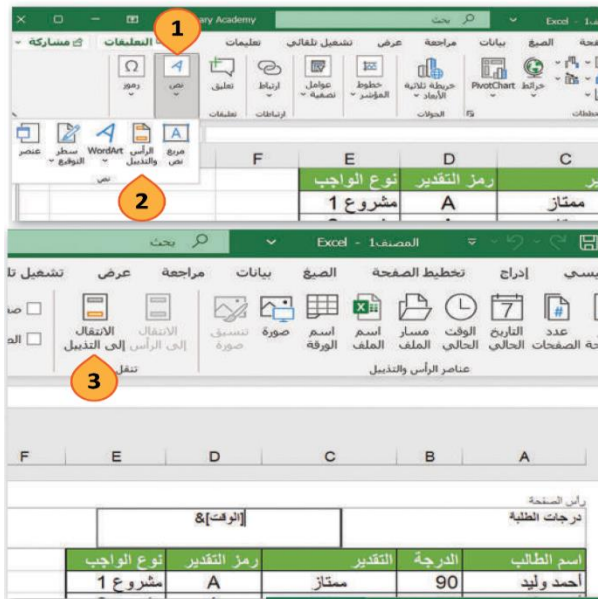 1
Excel - ary Academy
بحث
التعليقات مشاركة
الصيغ بيانات مراجعة عرض تشغيل تلقائي تعليمات
خرائط PivotChart خريطة ثلاثية الأبعاد خطوط المؤشر عوامل تصفية ارتباط تعليق نص رموز
الجولات ارتباطات تعليقات
مربع نص الرأس والتذييل WordArt سطر التوقيع عنصر
نص
2
C D E F
رمز التقدير نوع الواجب
ممتاز A مشروع 1
المصنف1 - Excel بحث
إدراج تخطيط الصفحة الصيغ بيانات مراجعة عرض
عدد الصفحات التاريخ الحالي الوقت الحالي مسار الملف اسم الملف اسم الورقة صورة تنسيق صورة الانتقال إلى الرأس الانتقال إلى التذييل
عناصر الرأس والتذييل تنقل
3
A B C D E F
رأس الصفحة
درجات الطلبة &[الوقت]
اسم الطالب الدرجة التقدير رمز التقدير نوع الواجب
أحمد وليد 90 ممتاز A مشروع 1